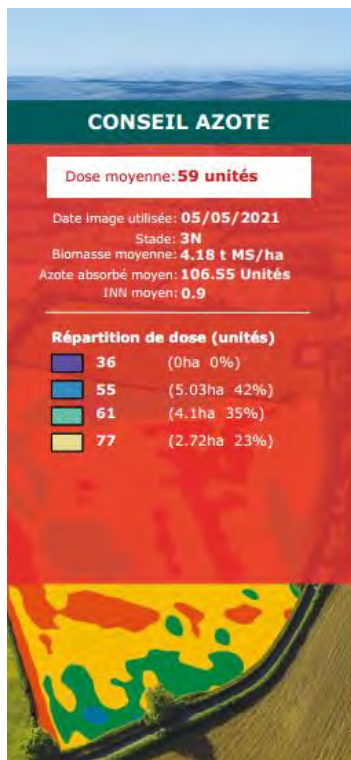 CONSEIL AZOTE
Dose moyenne: 59 unités
Date image utilisée: 05/05/2021
Stade: 3N
Biomasse moyenne: 4.18 t MS/ha
Azote absorbé moyen: 106.55 Unités
INN moyen: 0.9
Répartition de dose (unités)
36 (0ha 0%)
55 (5.03ha 42%)
61 (4.1ha 35%)
77 (2.72ha 23%)